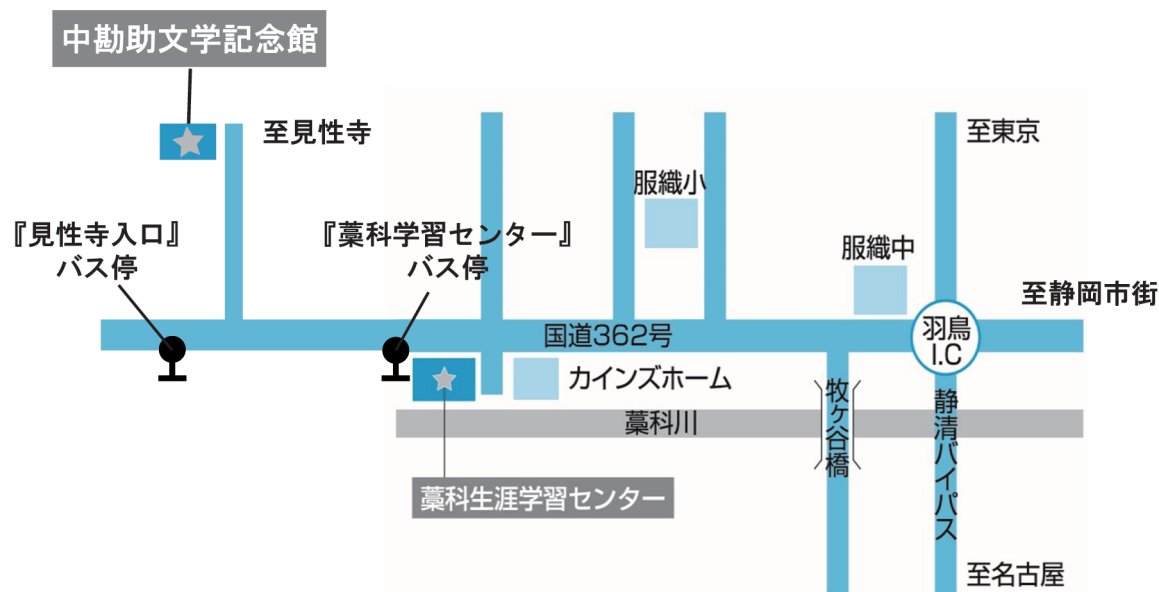 中勘助文学記念館
至見性寺
至東京
服織小
『見性寺入口』
バス停
『藁科学習センター』
バス停
服織中
至静岡市街
国道362号
羽鳥
I.C
カインズホーム
牧ヶ谷橋
静清バイパス
藁科川
藁科生涯学習センター
至名古屋